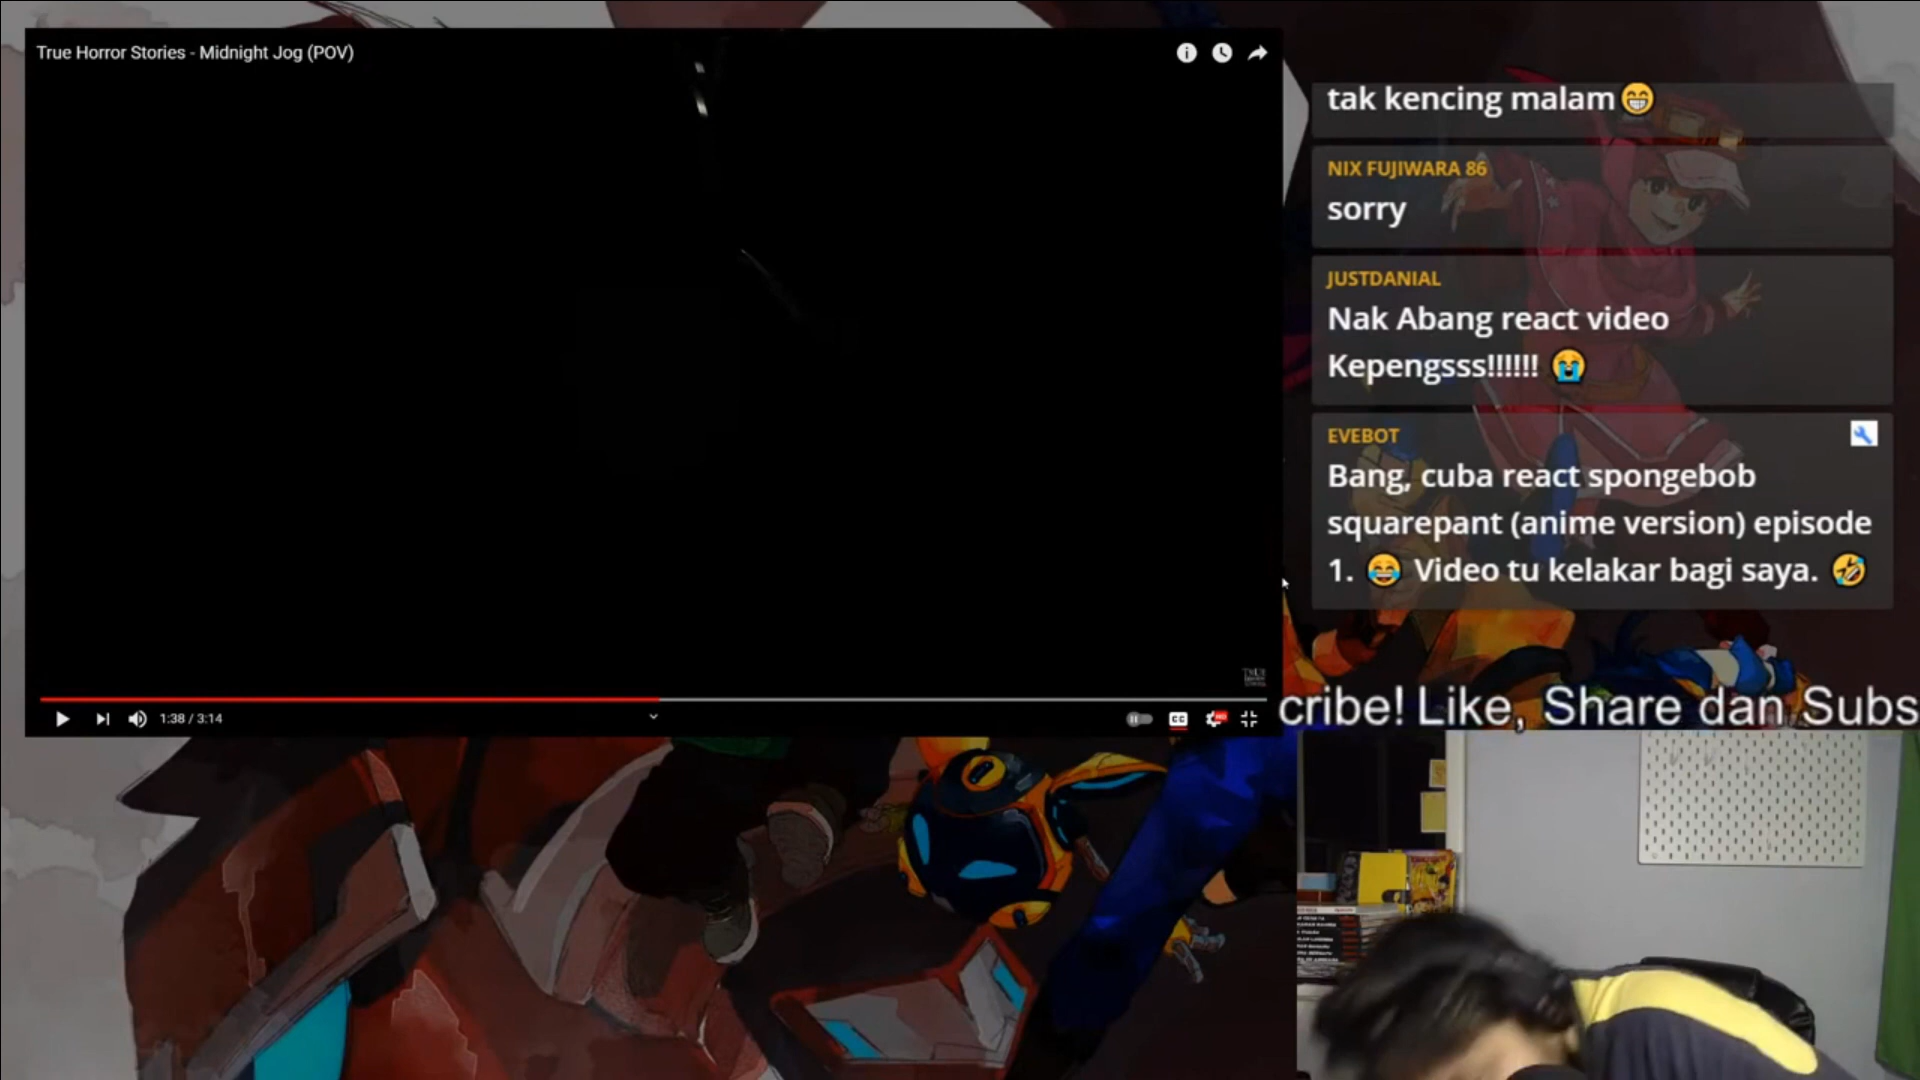 True Horror Stories - Midnight Jog (POV)
tak kencing malam😁
NIX FUJIWARA 86
sorry
JUSTDANIAL
Nak Abang react video
Kepengsss!!!!!! 😭
EVEBOT
Bang, cuba react spongebob
squarepant (anime version) episode
1. 😂 Video tu kelakar bagi saya. 🤣
cribe! Like, Share dan Subs
1:38 / 3:14
CC
HD